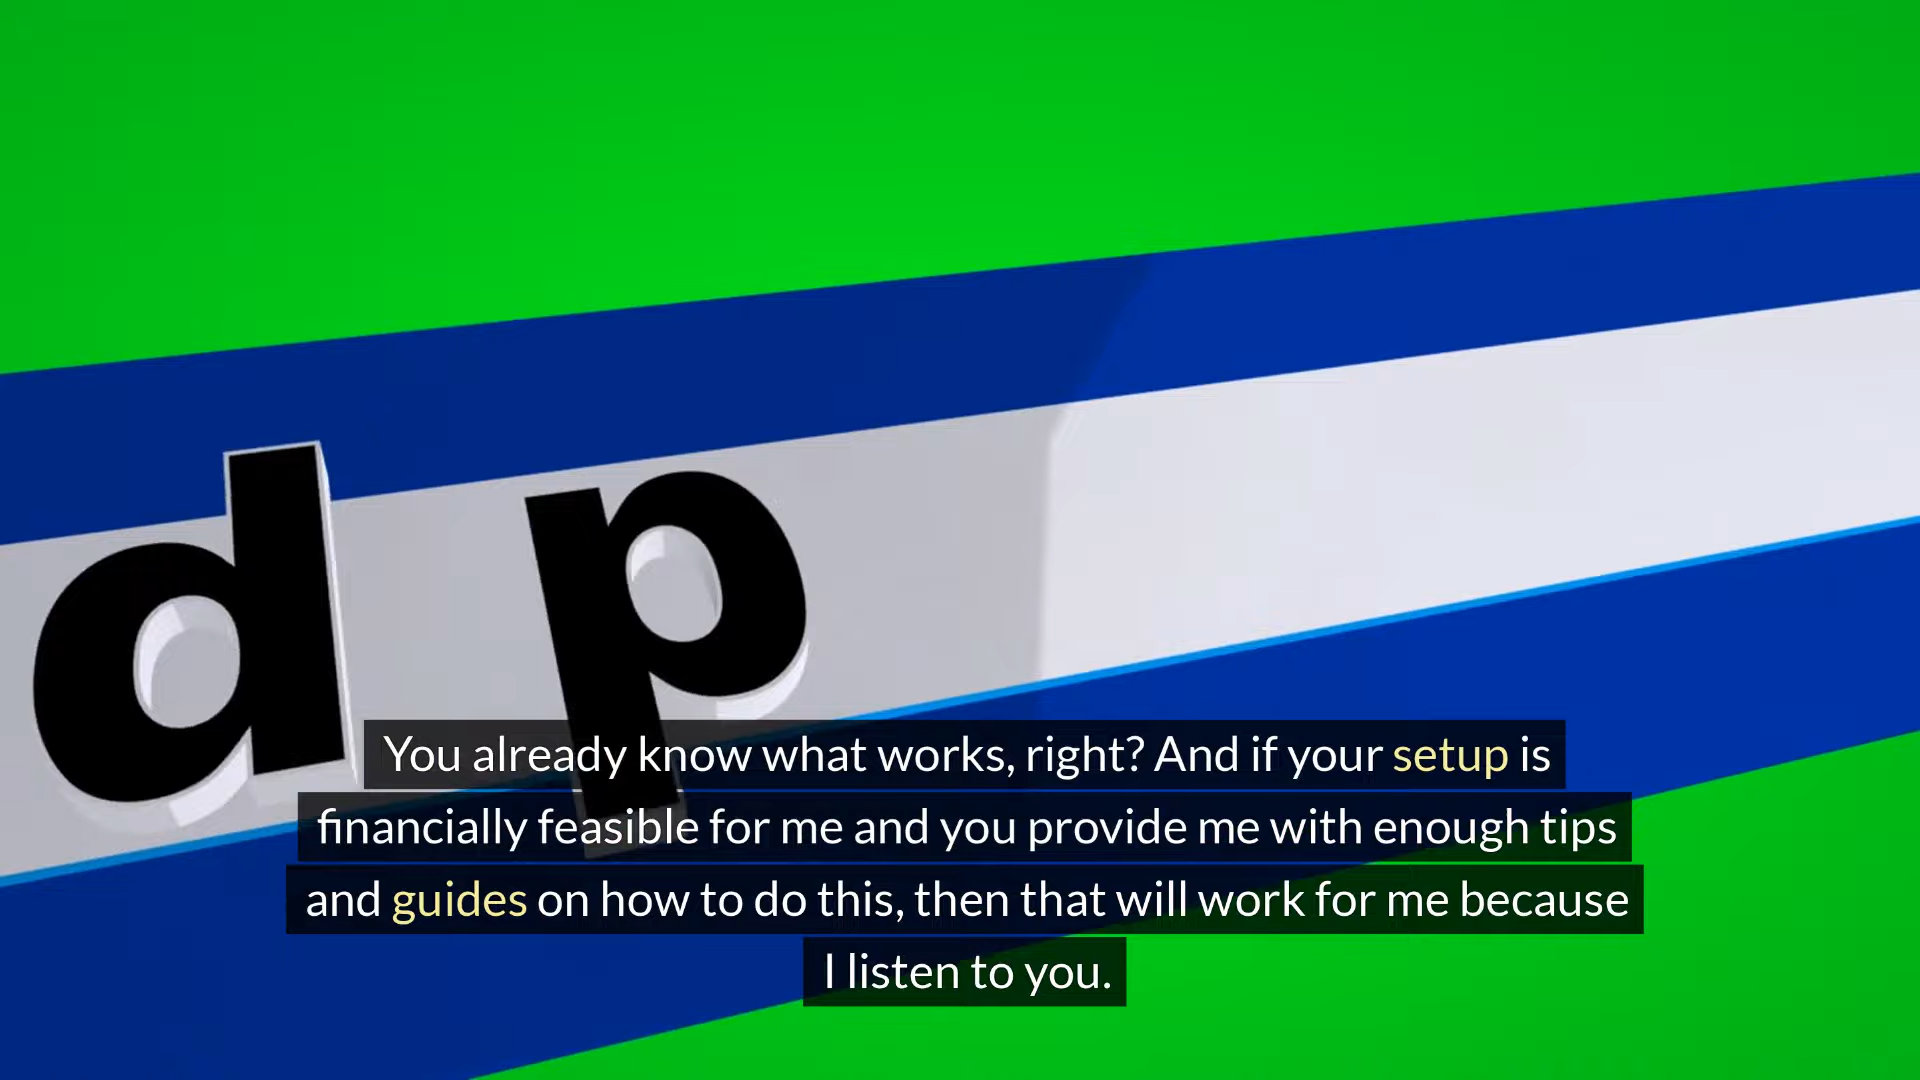 d p
You already know what works, right? And if your setup is
financially feasible for me and you provide me with enough tips
and guides on how to do this, then that will work for me because
I listen to you.